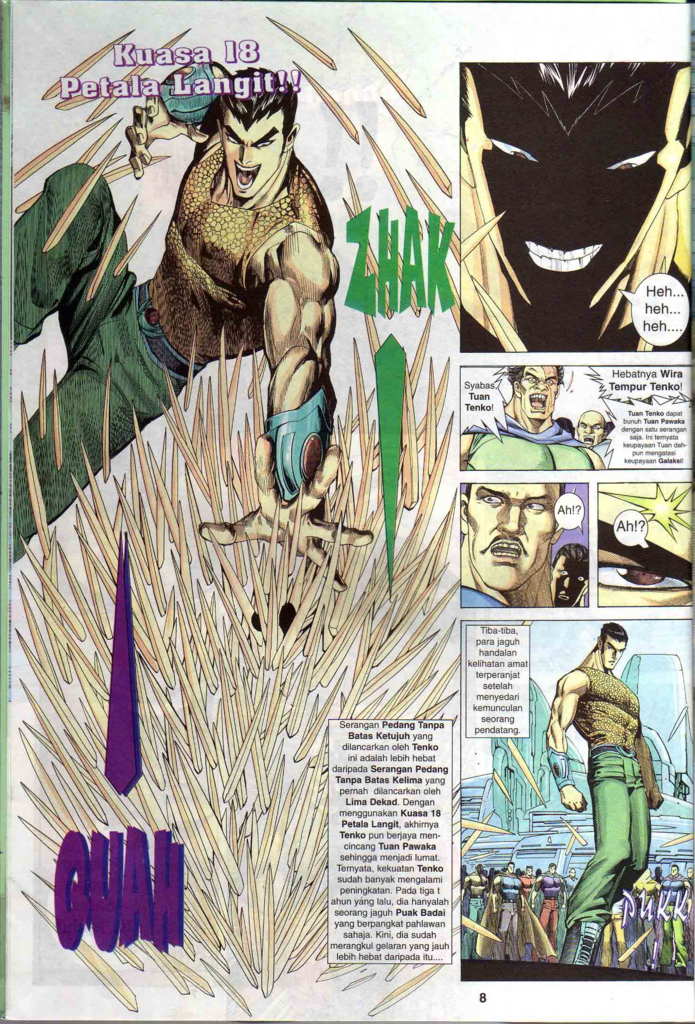 Kuasa 18
Petala Langit!!
ZHAK
QUAH
Serangan Pedang Tanpa
Batas Ketujuh yang
dilancarkan oleh Tenko
ini adalah lebih hebat
daripada Serangan Pedang
Tanpa Batas Kelima yang
pernah dilancarkan oleh
Lima Dekad. Dengan
menggunakan Kuasa 18
Petala Langit, akhirnya
Tenko pun berjaya men-
cincang Tuan Pawaka
sehingga menjadi lumat.
Ternyata, kekuatan Tenko
sudah banyak mengalami
peningkatan. Pada tiga t
ahun yang lalu, dia hanyalah
seorang jaguh Puak Badai
yang berpangkat pahlawan
sahaja. Kini, dia sudah
merangkul gelaran yang jauh
lebih hebat daripada itu....
Heh...
heh...
heh....
Syabas,
Tuan
Tenko!
Hebatnya Wira
Tempur Tenko!
Tuan Tenko dapat
bunuh Tuan Pawaka
dengan satu serangan
saja. Ini ternyata
keupayaan Tuan dah-
pun mengatasi
keupayaan Galaksi!
Ah!?
Ah!?
Tiba-tiba,
para jaguh
handalan
kelihatan amat
terperanjat
setelah
menyedari
kemunculan
seorang
pendatang.
PUKK
8